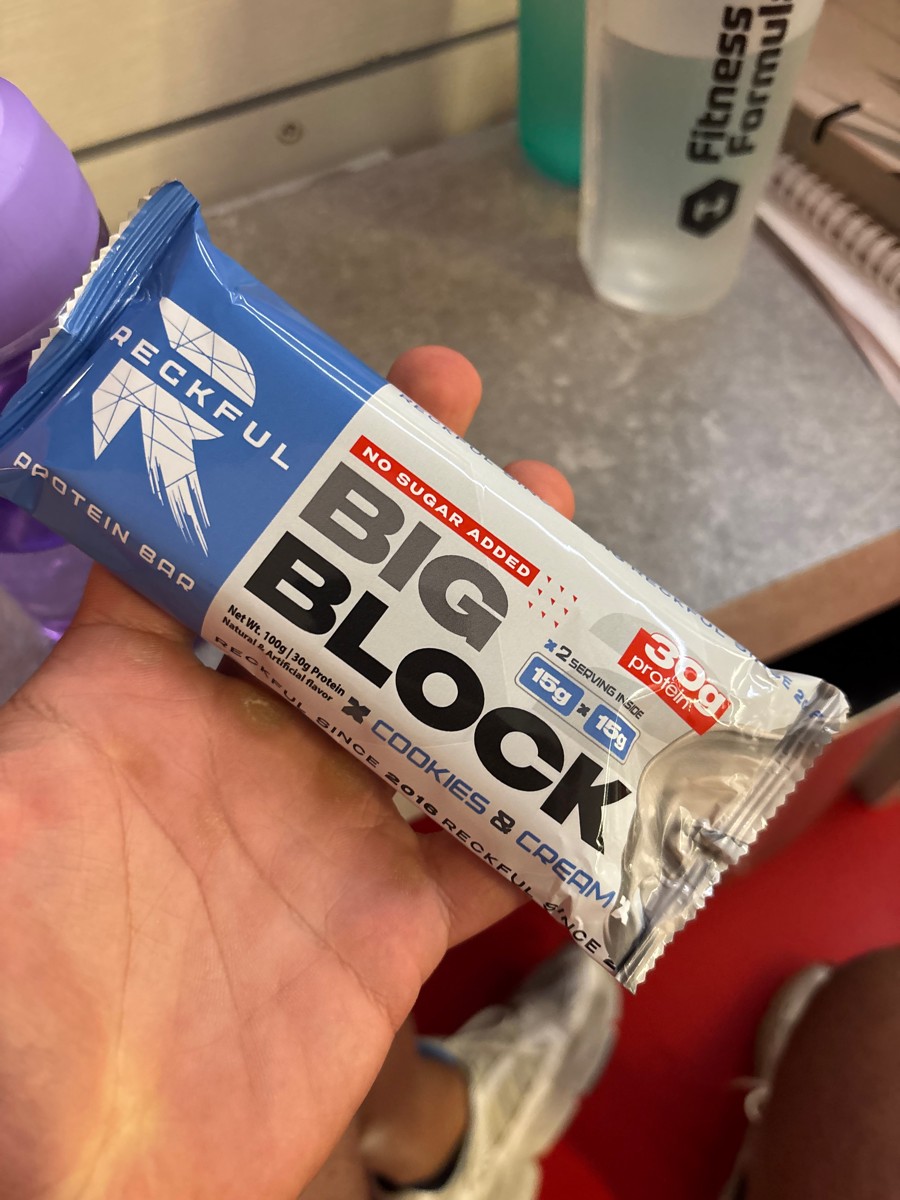 Fitness
Formula
RECKFUL
PROTEIN BAR
NO SUGAR ADDED
BIG
BLOCK
Net Wt. 100g | 30g Protein
Natural & Artificial flavor
x 2 SERVING INSIDE
15g x 15g
30g
protein
x COOKIES & CREAM x
RECKFUL SINCE 2016 RECKFUL SINCE